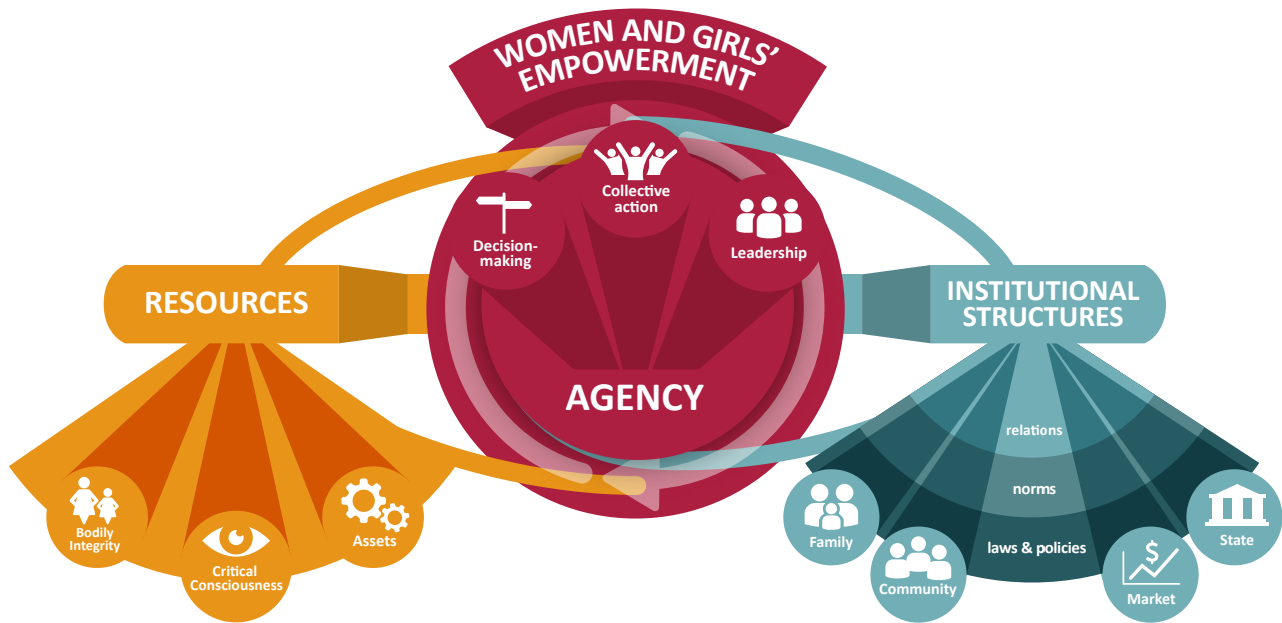 WOMEN AND GIRLS'
EMPOWERMENT
Collective
action
Decision-
making
Leadership
AGENCY
RESOURCES
Bodily
Integrity
Critical
Consciousness
Assets
INSTITUTIONAL
STRUCTURES
relations
norms
laws & policies
Family
Community
$
Market
State